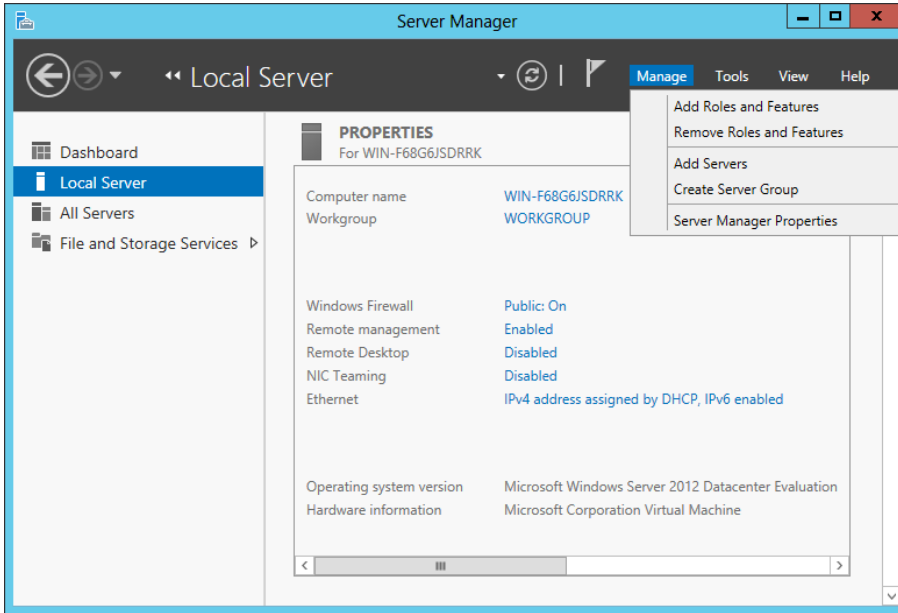 Server Manager
Local Server
Manage Tools View Help
Add Roles and Features
Remove Roles and Features
Add Servers
Create Server Group
Server Manager Properties
Dashboard
Local Server
All Servers
File and Storage Services
PROPERTIES
For WIN-F68G6JSDRRK
Computer name WIN-F68G6JSDRRK
Workgroup WORKGROUP
Windows Firewall Public: On
Remote management Enabled
Remote Desktop Disabled
NIC Teaming Disabled
Ethernet IPv4 address assigned by DHCP, IPv6 enabled
Operating system version Microsoft Windows Server 2012 Datacenter Evaluation
Hardware information Microsoft Corporation Virtual Machine